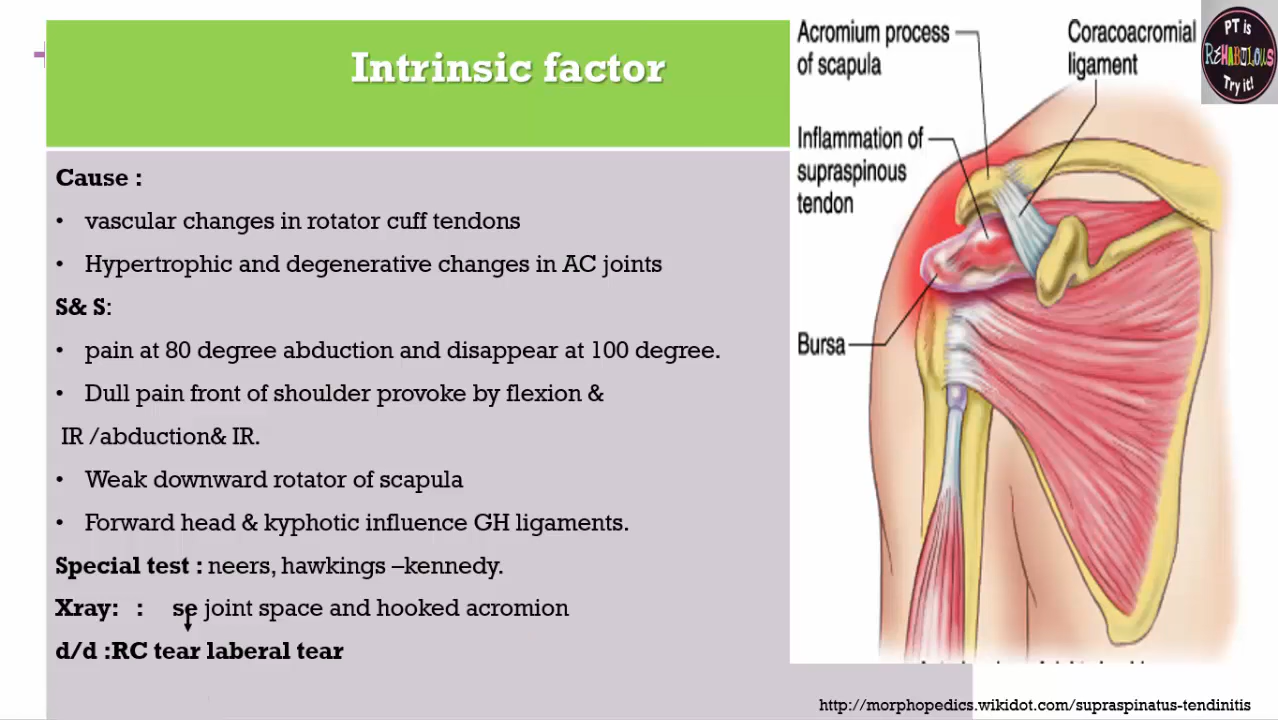 Intrinsic factor
Cause :
• vascular changes in rotator cuff tendons
• Hypertrophic and degenerative changes in AC joints
S& S:
• pain at 80 degree abduction and disappear at 100 degree.
• Dull pain front of shoulder provoke by flexion &
IR /abduction& IR.
• Weak downward rotator of scapula
• Forward head & kyphotic influence GH ligaments.
Special test : neers, hawkings –kennedy.
Xray: : se joint space and hooked acromion
d/d :RC tear laberal tear
Acromium process
of scapula
Coracoacromial
ligament
Inflammation of
supraspinous
tendon
Bursa
PT is
REHABULOUS
Try it!
http://morphopedics.wikidot.com/supraspinatus-tendinitis